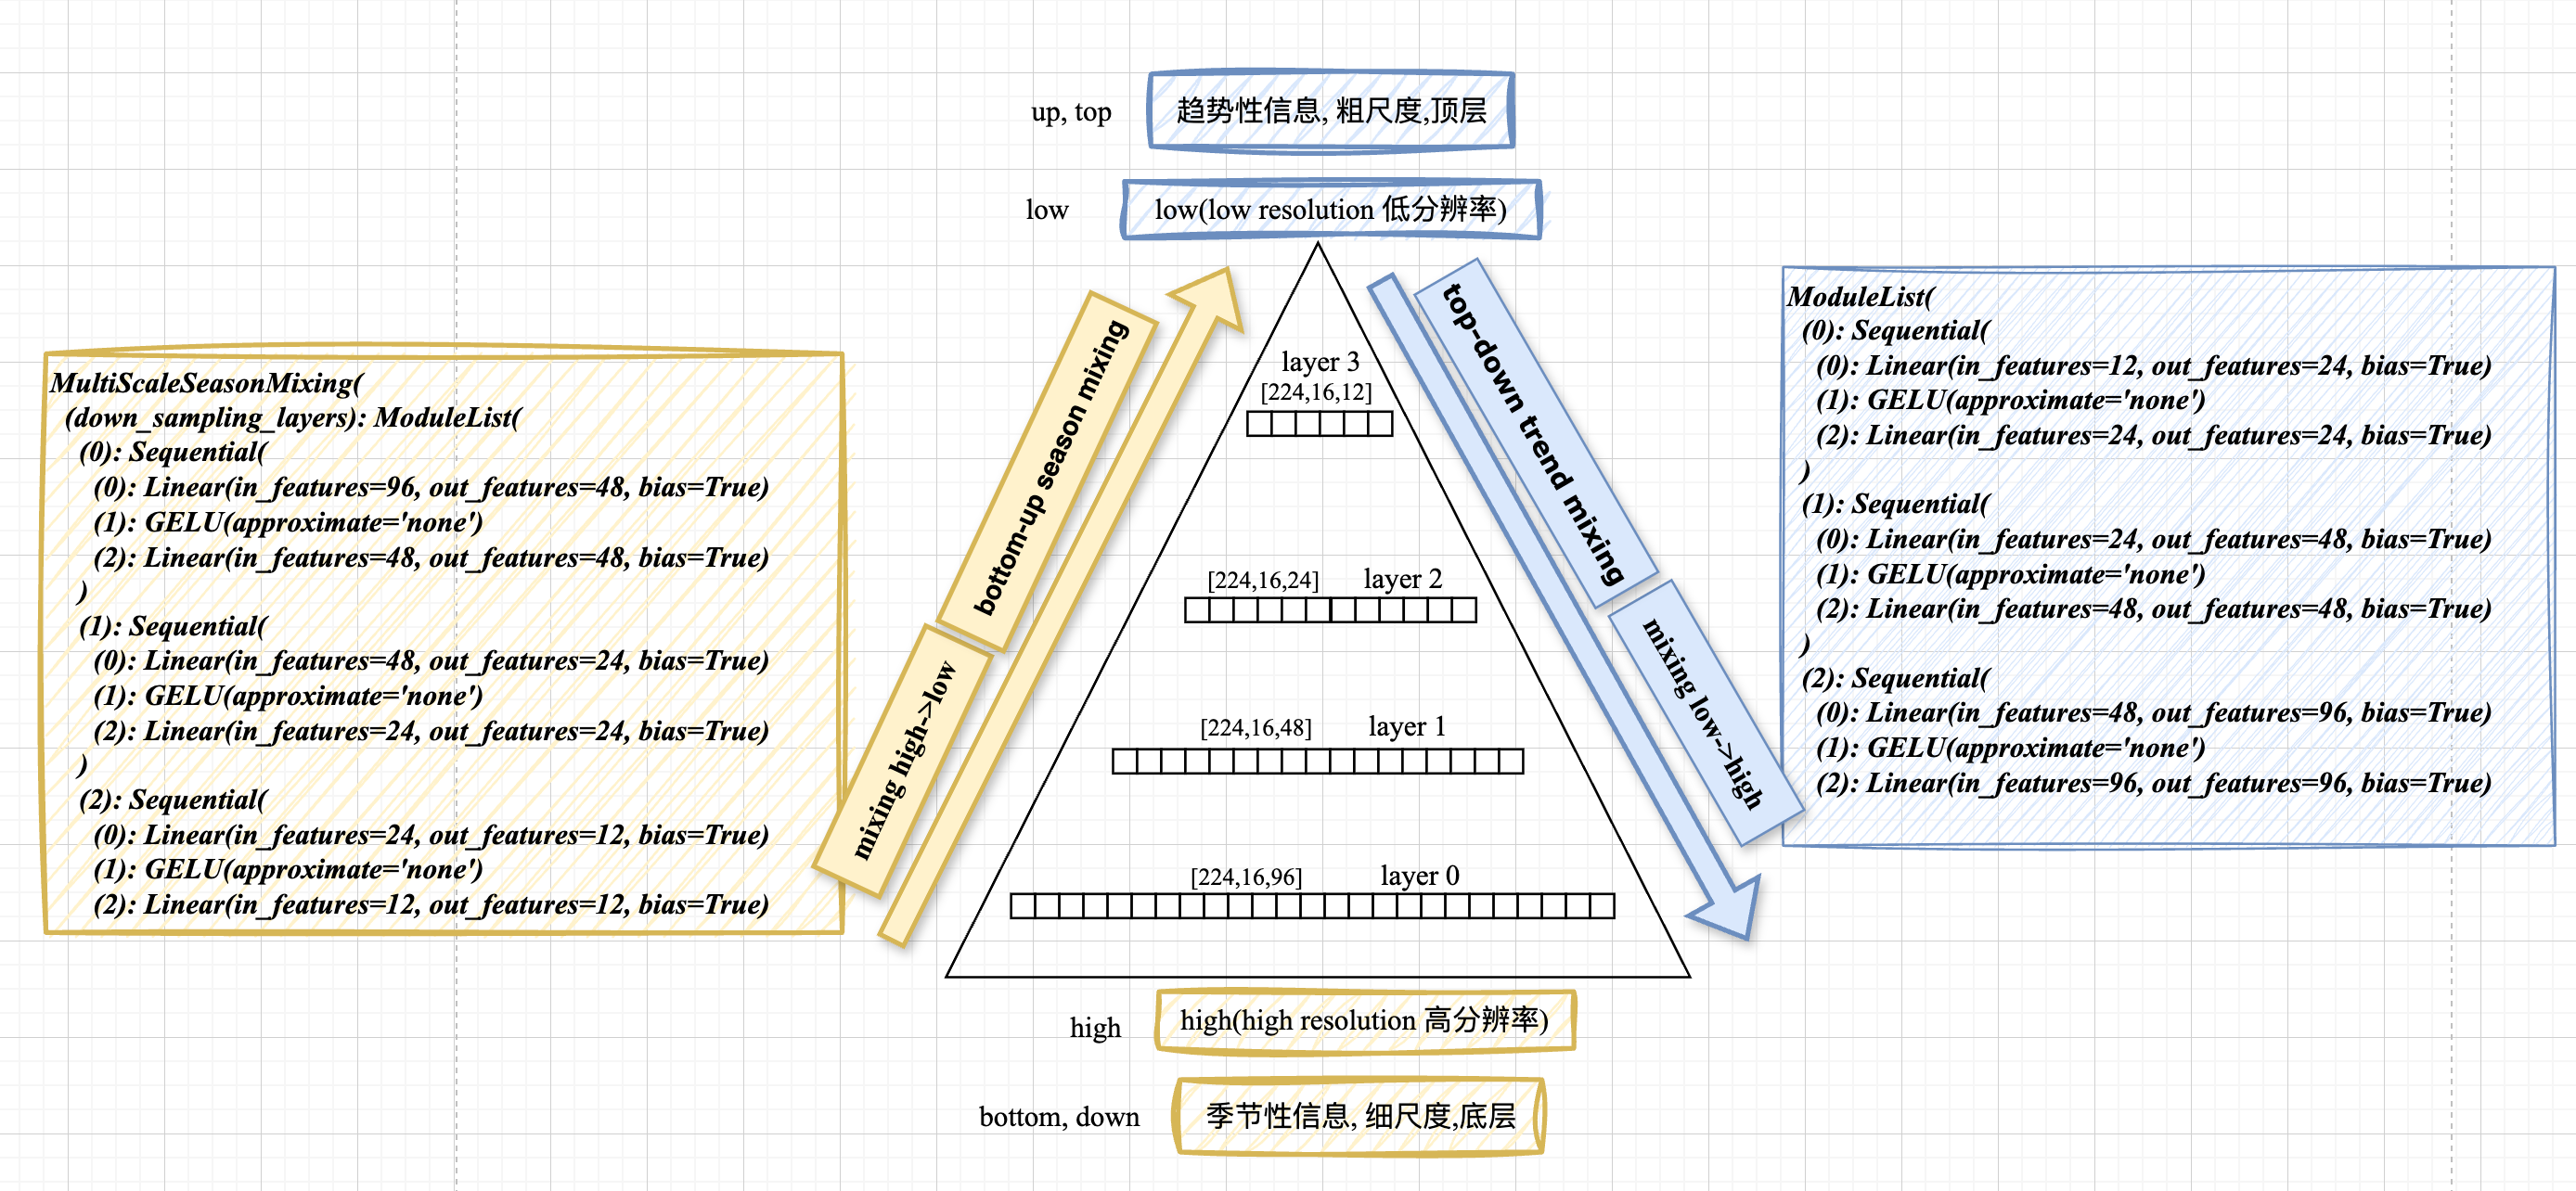 up, top
趋势性信息, 粗尺度,顶层
low
low(low resolution 低分辨率)
MultiScaleSeasonMixing(
(down_sampling_layers): ModuleList(
(0): Sequential(
(0): Linear(in_features=96, out_features=48, bias=True)
(1): GELU(approximate='none')
(2): Linear(in_features=48, out_features=48, bias=True)
)
(1): Sequential(
(0): Linear(in_features=48, out_features=24, bias=True)
(1): GELU(approximate='none')
(2): Linear(in_features=24, out_features=24, bias=True)
)
(2): Sequential(
(0): Linear(in_features=24, out_features=12, bias=True)
(1): GELU(approximate='none')
(2): Linear(in_features=12, out_features=12, bias=True)
bottom-up season mixing
mixing high->low
layer 3
[224,16,12]
[224,16,24] layer 2
[224,16,48] layer 1
[224,16,96] layer 0
top-down trend mixing
mixing low->high
ModuleList(
(0): Sequential(
(0): Linear(in_features=12, out_features=24, bias=True)
(1): GELU(approximate='none')
(2): Linear(in_features=24, out_features=24, bias=True)
)
(1): Sequential(
(0): Linear(in_features=24, out_features=48, bias=True)
(1): GELU(approximate='none')
(2): Linear(in_features=48, out_features=48, bias=True)
)
(2): Sequential(
(0): Linear(in_features=48, out_features=96, bias=True)
(1): GELU(approximate='none')
(2): Linear(in_features=96, out_features=96, bias=True)
high
high(high resolution 高分辨率)
bottom, down
季节性信息, 细尺度,底层